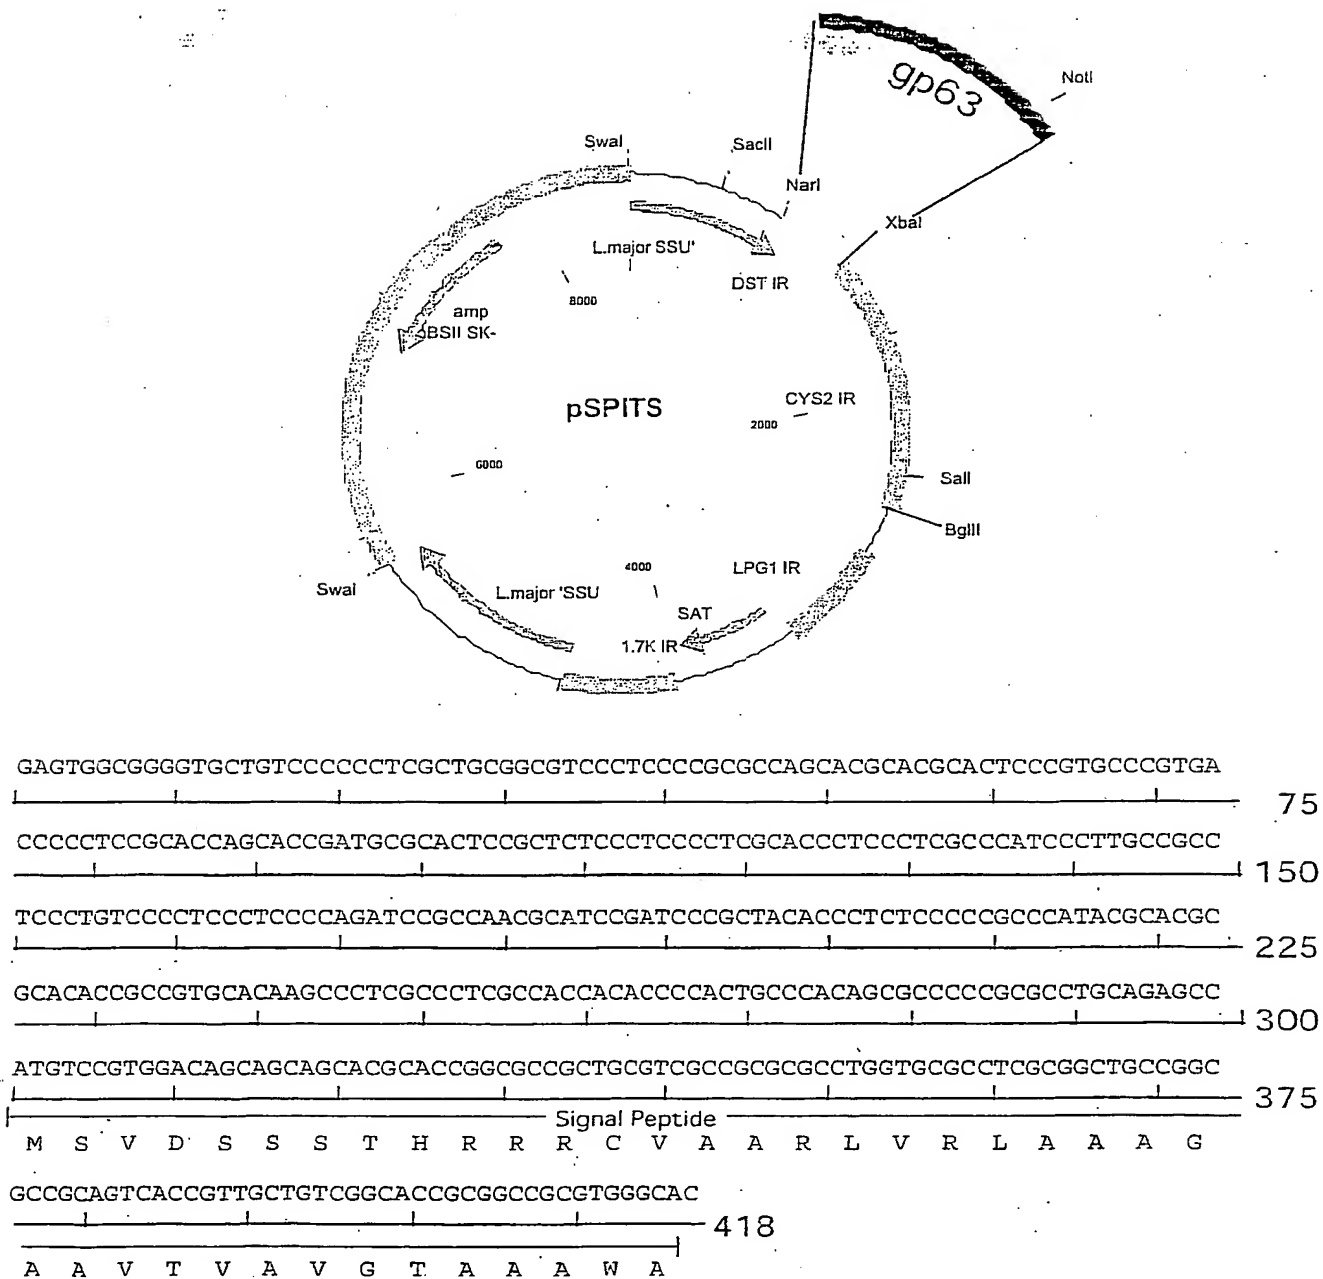 gp63
NotI
SwaI
SacII
NarI
XbaI
L.major SSU'
DST IR
8000
amp
BSII SK-
pSPITS
CYS2 IR
2000
6000
SalI
BglII
4000
LPG1 IR
SwaI
L.major 'SSU
SAT
1.7K IR
GAGTGGCGGGGTGCTGTCCCCCCTCGCTGCGGCGTCCCTCCCCGCGCCAGCACGCACGCACTCCCGTGCCCGTGA
75
CCCCCTCCGCACCAGCACCGATGCGCACTCCGCTCTCCCTCCCCTCGCACCCTCCCTCGCCCATCCCTTGCCGCC
150
TCCCTGTCCCCTCCCTCCCCAGATCCGCCAACGCATCCGATCCCGCTACACCCTCTCCCCCGCCCATACGCACGC
225
GCACACCGCCGTGCACAAGCCCTCGCCCTCGCCACCACACCCCACTGCCCACAGCGCCCCCGCGCCTGCAGAGCC
300
ATGTCCGTGGACAGCAGCAGCACGCACCGGCGCCGCTGCGTCGCCGCGCGCCTGGTGCGCCTCGCGGCTGCCGGC
375
Signal Peptide
M S V D S S S T H R R R C V A A R L V R L A A A G
GCCGCAGTCACCGTTGCTGTCGGCACCGCGGCCGCGTGGGCAC
418
A A V T V A V G T A A A W A